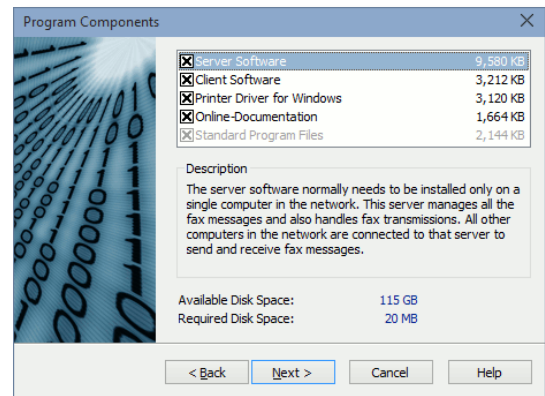 Program Components
Server Software 9,580 KB
Client Software 3,212 KB
Printer Driver for Windows 3,120 KB
Online-Documentation 1,664 KB
Standard Program Files 2,144 KB
Description
The server software normally needs to be installed only on a
single computer in the network. This server manages all the
fax messages and also handles fax transmissions. All other
computers in the network are connected to that server to
send and receive fax messages.
Available Disk Space: 115 GB
Required Disk Space: 20 MB
< Back Next > Cancel Help